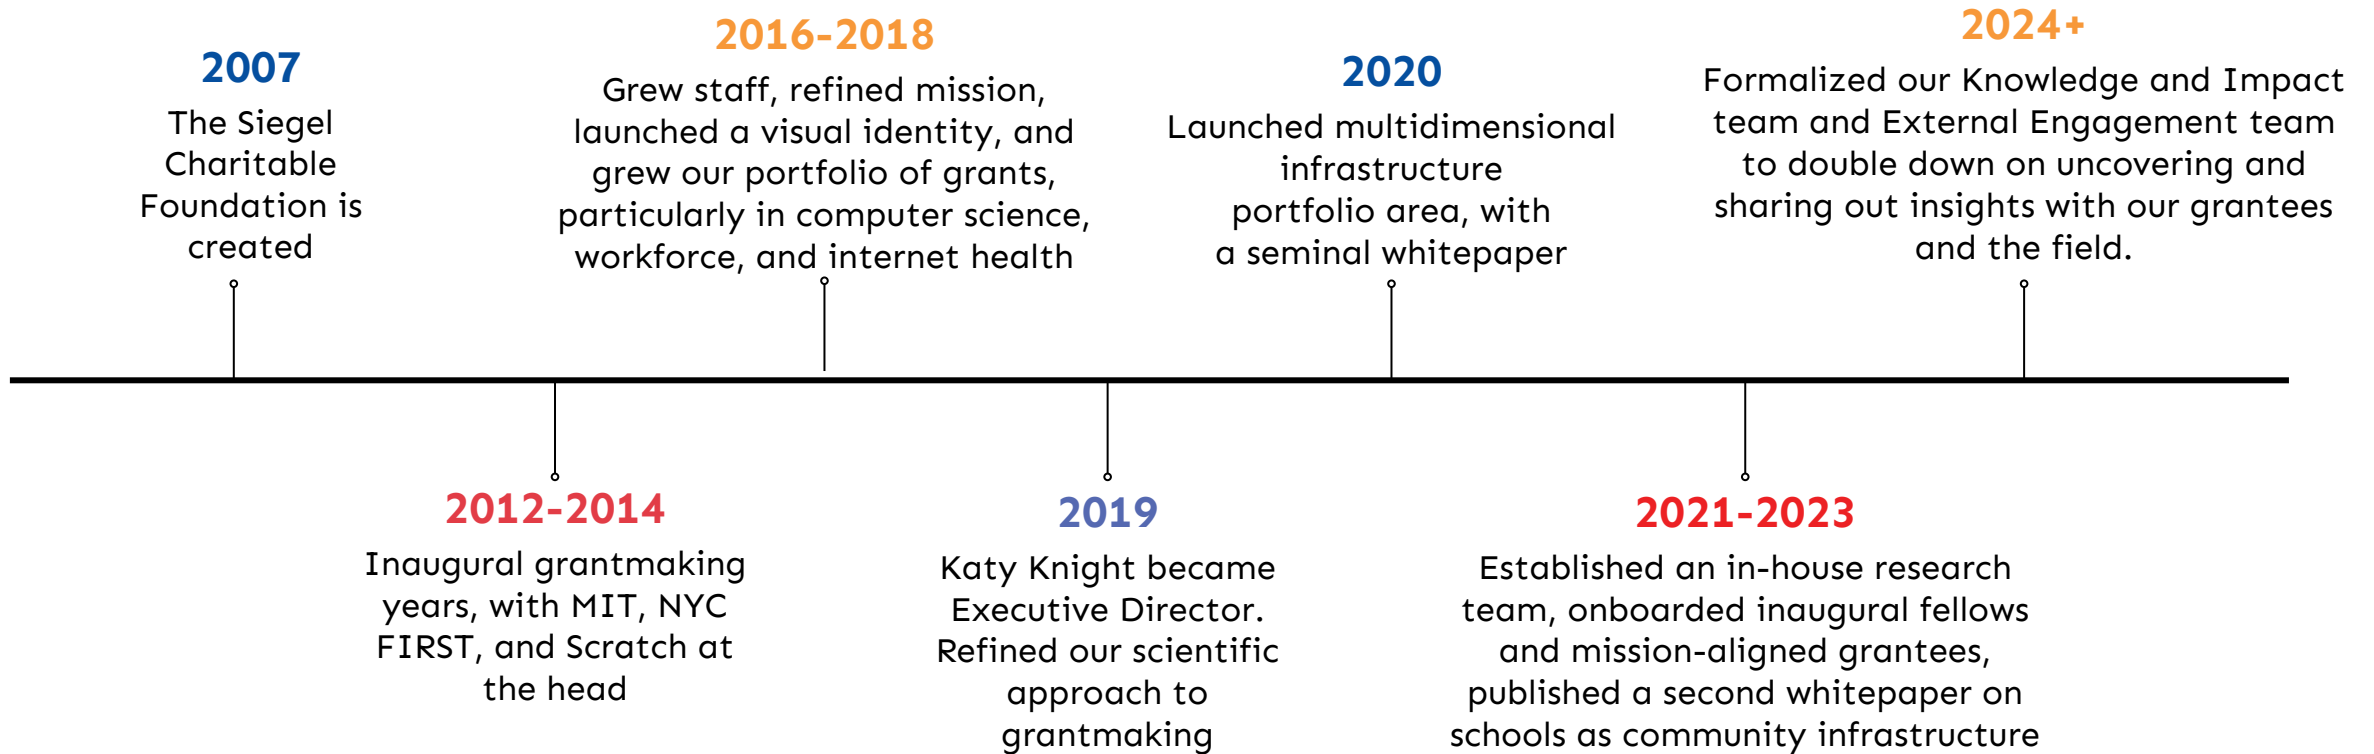 2007
The Siegel
Charitable
Foundation is
created
2012-2014
Inaugural grantmaking
years, with MIT, NYC
FIRST, and Scratch at
the head
2016-2018
Grew staff, refined mission,
launched a visual identity, and
grew our portfolio of grants,
particularly in computer science,
workforce, and internet health
2019
Katy Knight became
Executive Director.
Refined our scientific
approach to
grantmaking
2020
Launched multidimensional
infrastructure
portfolio area, with
a seminal whitepaper
2021-2023
Established an in-house research
team, onboarded inaugural fellows
and mission-aligned grantees,
published a second whitepaper on
schools as community infrastructure
2024+
Formalized our Knowledge and Impact
team and External Engagement team
to double down on uncovering and
sharing out insights with our grantees
and the field.